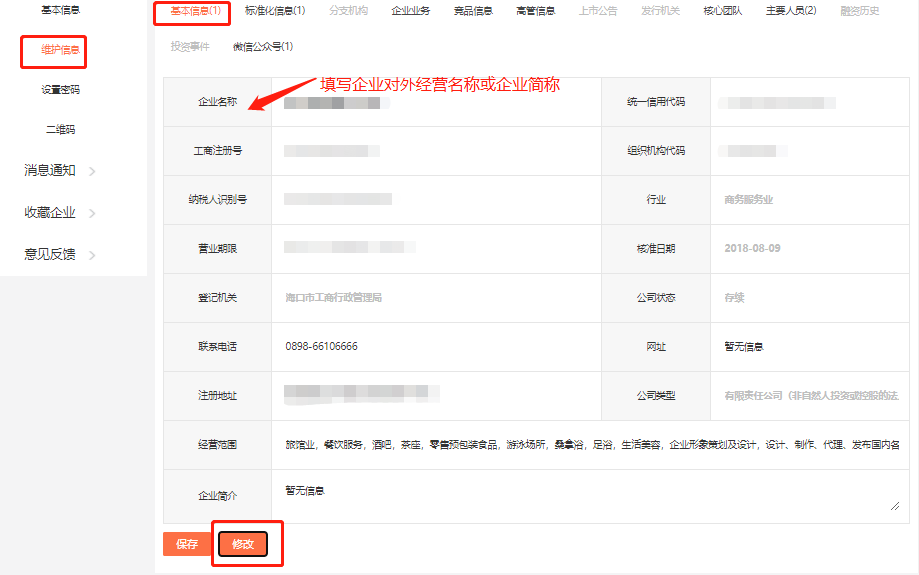 基本信息
维护信息
设置密码
二维码
消息通知
收藏企业
意见反馈
基本信息(1) 标准化信息(1) 分支机构 企业业务 竞品信息 高管信息 上市公告 发行机关 核心团队 主要人员(2) 融资历史
投资事件 微信公众号(1)
填写企业对外经营名称或企业简称
企业名称 统一信用代码
工商注册号 组织机构代码
纳税人识别号 行业 商务服务业
营业期限 核准日期 2018-08-09
登记机关 海口市工商行政管理局 公司状态 存续
联系电话 0898-66106666 网址 暂无信息
注册地址 公司类型 有限责任公司（非自然人投资或控股的法
经营范围 旅馆业，餐饮服务，酒吧，茶座，零售预包装食品，游泳场所，桑拿浴，足浴，生活美容，企业形象策划及设计，设计、制作、代理、发布国内各
企业简介 暂无信息
保存 修改